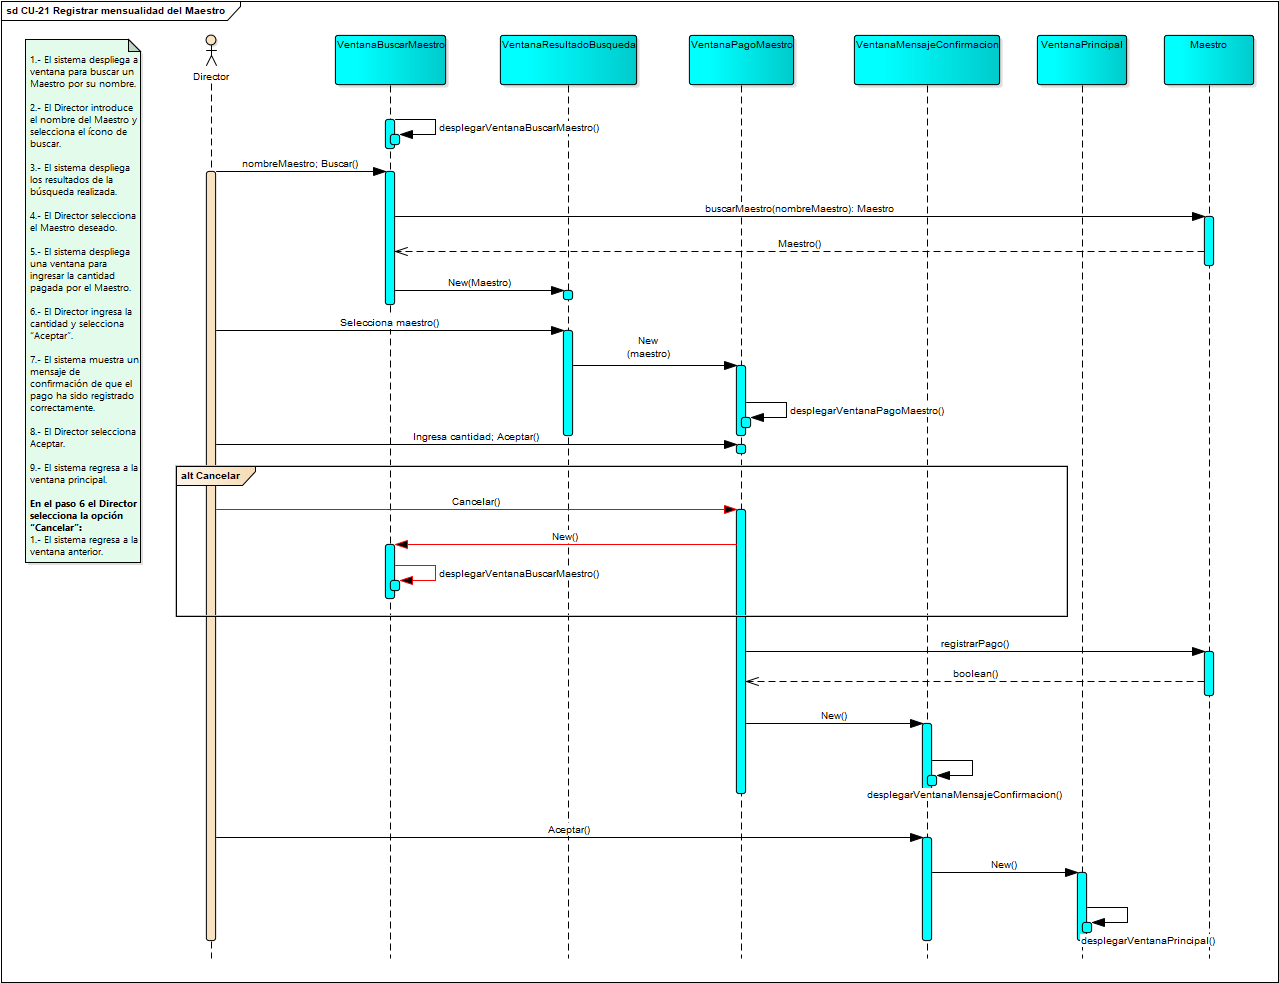 sd CU-21 Registrar mensualidad del Maestro
1.- El sistema despliega a
ventana para buscar un
Maestro por su nombre.
2.- El Director introduce
el nombre del Maestro y
selecciona el ícono de
buscar.
3.- El sistema despliega
los resultados de la
búsqueda realizada.
4.- El Director selecciona
el Maestro deseado.
5.- El sistema despliega
una ventana para
ingresar la cantidad
pagada por el Maestro.
6.- El Director ingresa la
cantidad y selecciona
“Aceptar”.
7.- El sistema muestra un
mensaje de
confirmación de que el
pago ha sido registrado
correctamente.
8.- El Director selecciona
Aceptar.
9.- El sistema regresa a la
ventana principal.
En el paso 6 el Director
selecciona la opción
“Cancelar”:
1.- El sistema regresa a la
ventana anterior.
Director
VentanaBuscarMaestro
VentanaResultadoBusqueda
VentanaPagoMaestro
VentanaMensajeConfirmacion
VentanaPrincipal
Maestro
desplegarVentanaBuscarMaestro()
nombreMaestro; Buscar()
buscarMaestro(nombreMaestro): Maestro
Maestro()
New(Maestro)
Selecciona maestro()
New
(maestro)
desplegarVentanaPagoMaestro()
Ingresa cantidad; Aceptar()
alt Cancelar
Cancelar()
New()
desplegarVentanaBuscarMaestro()
registrarPago()
boolean()
New()
desplegarVentanaMensajeConfirmacion()
Aceptar()
New()
desplegarVentanaPrincipal()